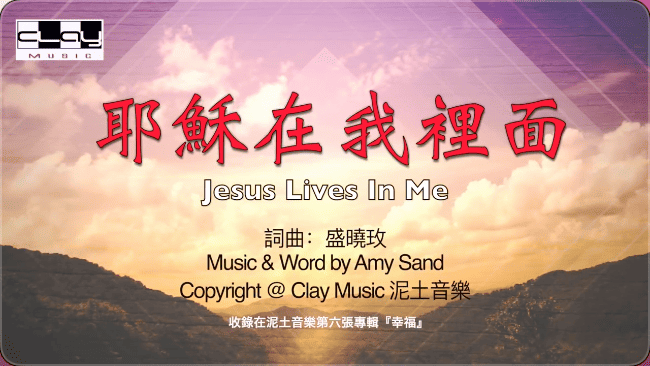 CLay
MUSIC
耶穌在我裡面
Jesus Lives In Me
詞曲：盛曉玫
Music & Word by Amy Sand
Copyright @ Clay Music 泥土音樂
收錄在泥土音樂第六張專輯『幸福』